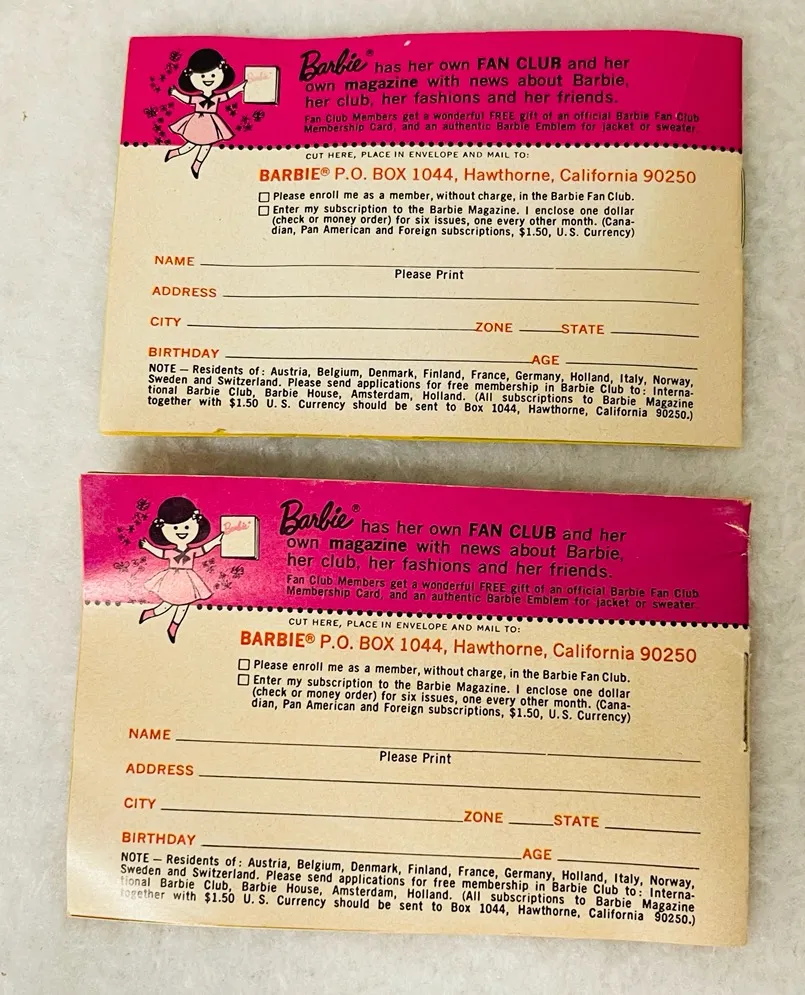 Barbie® has her own FAN CLUB and her
own magazine with news about Barbie,
her club, her fashions and her friends.
Fan Club Members get a wonderful FREE gift of an official Barbie Fan Club
Membership Card, and an authentic Barbie Emblem for jacket or sweater.
Barbie
CUT HERE, PLACE IN ENVELOPE AND MAIL TO:
BARBIE® P.O. BOX 1044, Hawthorne, California 90250
Please enroll me as a member, without charge, in the Barbie Fan Club.
Enter my subscription to the Barbie Magazine. I enclose one dollar
(check or money order) for six issues, one every other month. (Cana-
dian, Pan American and Foreign subscriptions, $1.50, U.S. Currency)
NAME
Please Print
ADDRESS
CITY ZONE STATE
BIRTHDAY AGE
NOTE — Residents of: Austria, Belgium, Denmark, Finland, France, Germany, Holland, Italy, Norway,
Sweden and Switzerland. Please send applications for free membership in Barbie Club to: Interna-
tional Barbie Club, Barbie House, Amsterdam, Holland. (All subscriptions to Barbie Magazine
together with $1.50 U. S. Currency should be sent to Box 1044, Hawthorne, California 90250.)
Barbie® has her own FAN CLUB and her
own magazine with news about Barbie,
her club, her fashions and her friends.
Fan Club Members get a wonderful FREE gift of an official Barbie Fan Club
Membership Card, and an authentic Barbie Emblem for jacket or sweater.
Barbie
CUT HERE, PLACE IN ENVELOPE AND MAIL TO:
BARBIE® P.O. BOX 1044, Hawthorne, California 90250
Please enroll me as a member, without charge, in the Barbie Fan Club.
Enter my subscription to the Barbie Magazine. I enclose one dollar
(check or money order) for six issues, one every other month. (Cana-
dian, Pan American and Foreign subscriptions, $1.50, U.S. Currency)
NAME
Please Print
ADDRESS
CITY ZONE STATE
BIRTHDAY AGE
NOTE — Residents of: Austria, Belgium, Denmark, Finland, France, Germany, Holland, Italy, Norway,
Sweden and Switzerland. Please send applications for free membership in Barbie Club to: Interna-
tional Barbie Club, Barbie House, Amsterdam, Holland. (All subscriptions to Barbie Magazine
together with $1.50 U. S. Currency should be sent to Box 1044, Hawthorne, California 90250.)